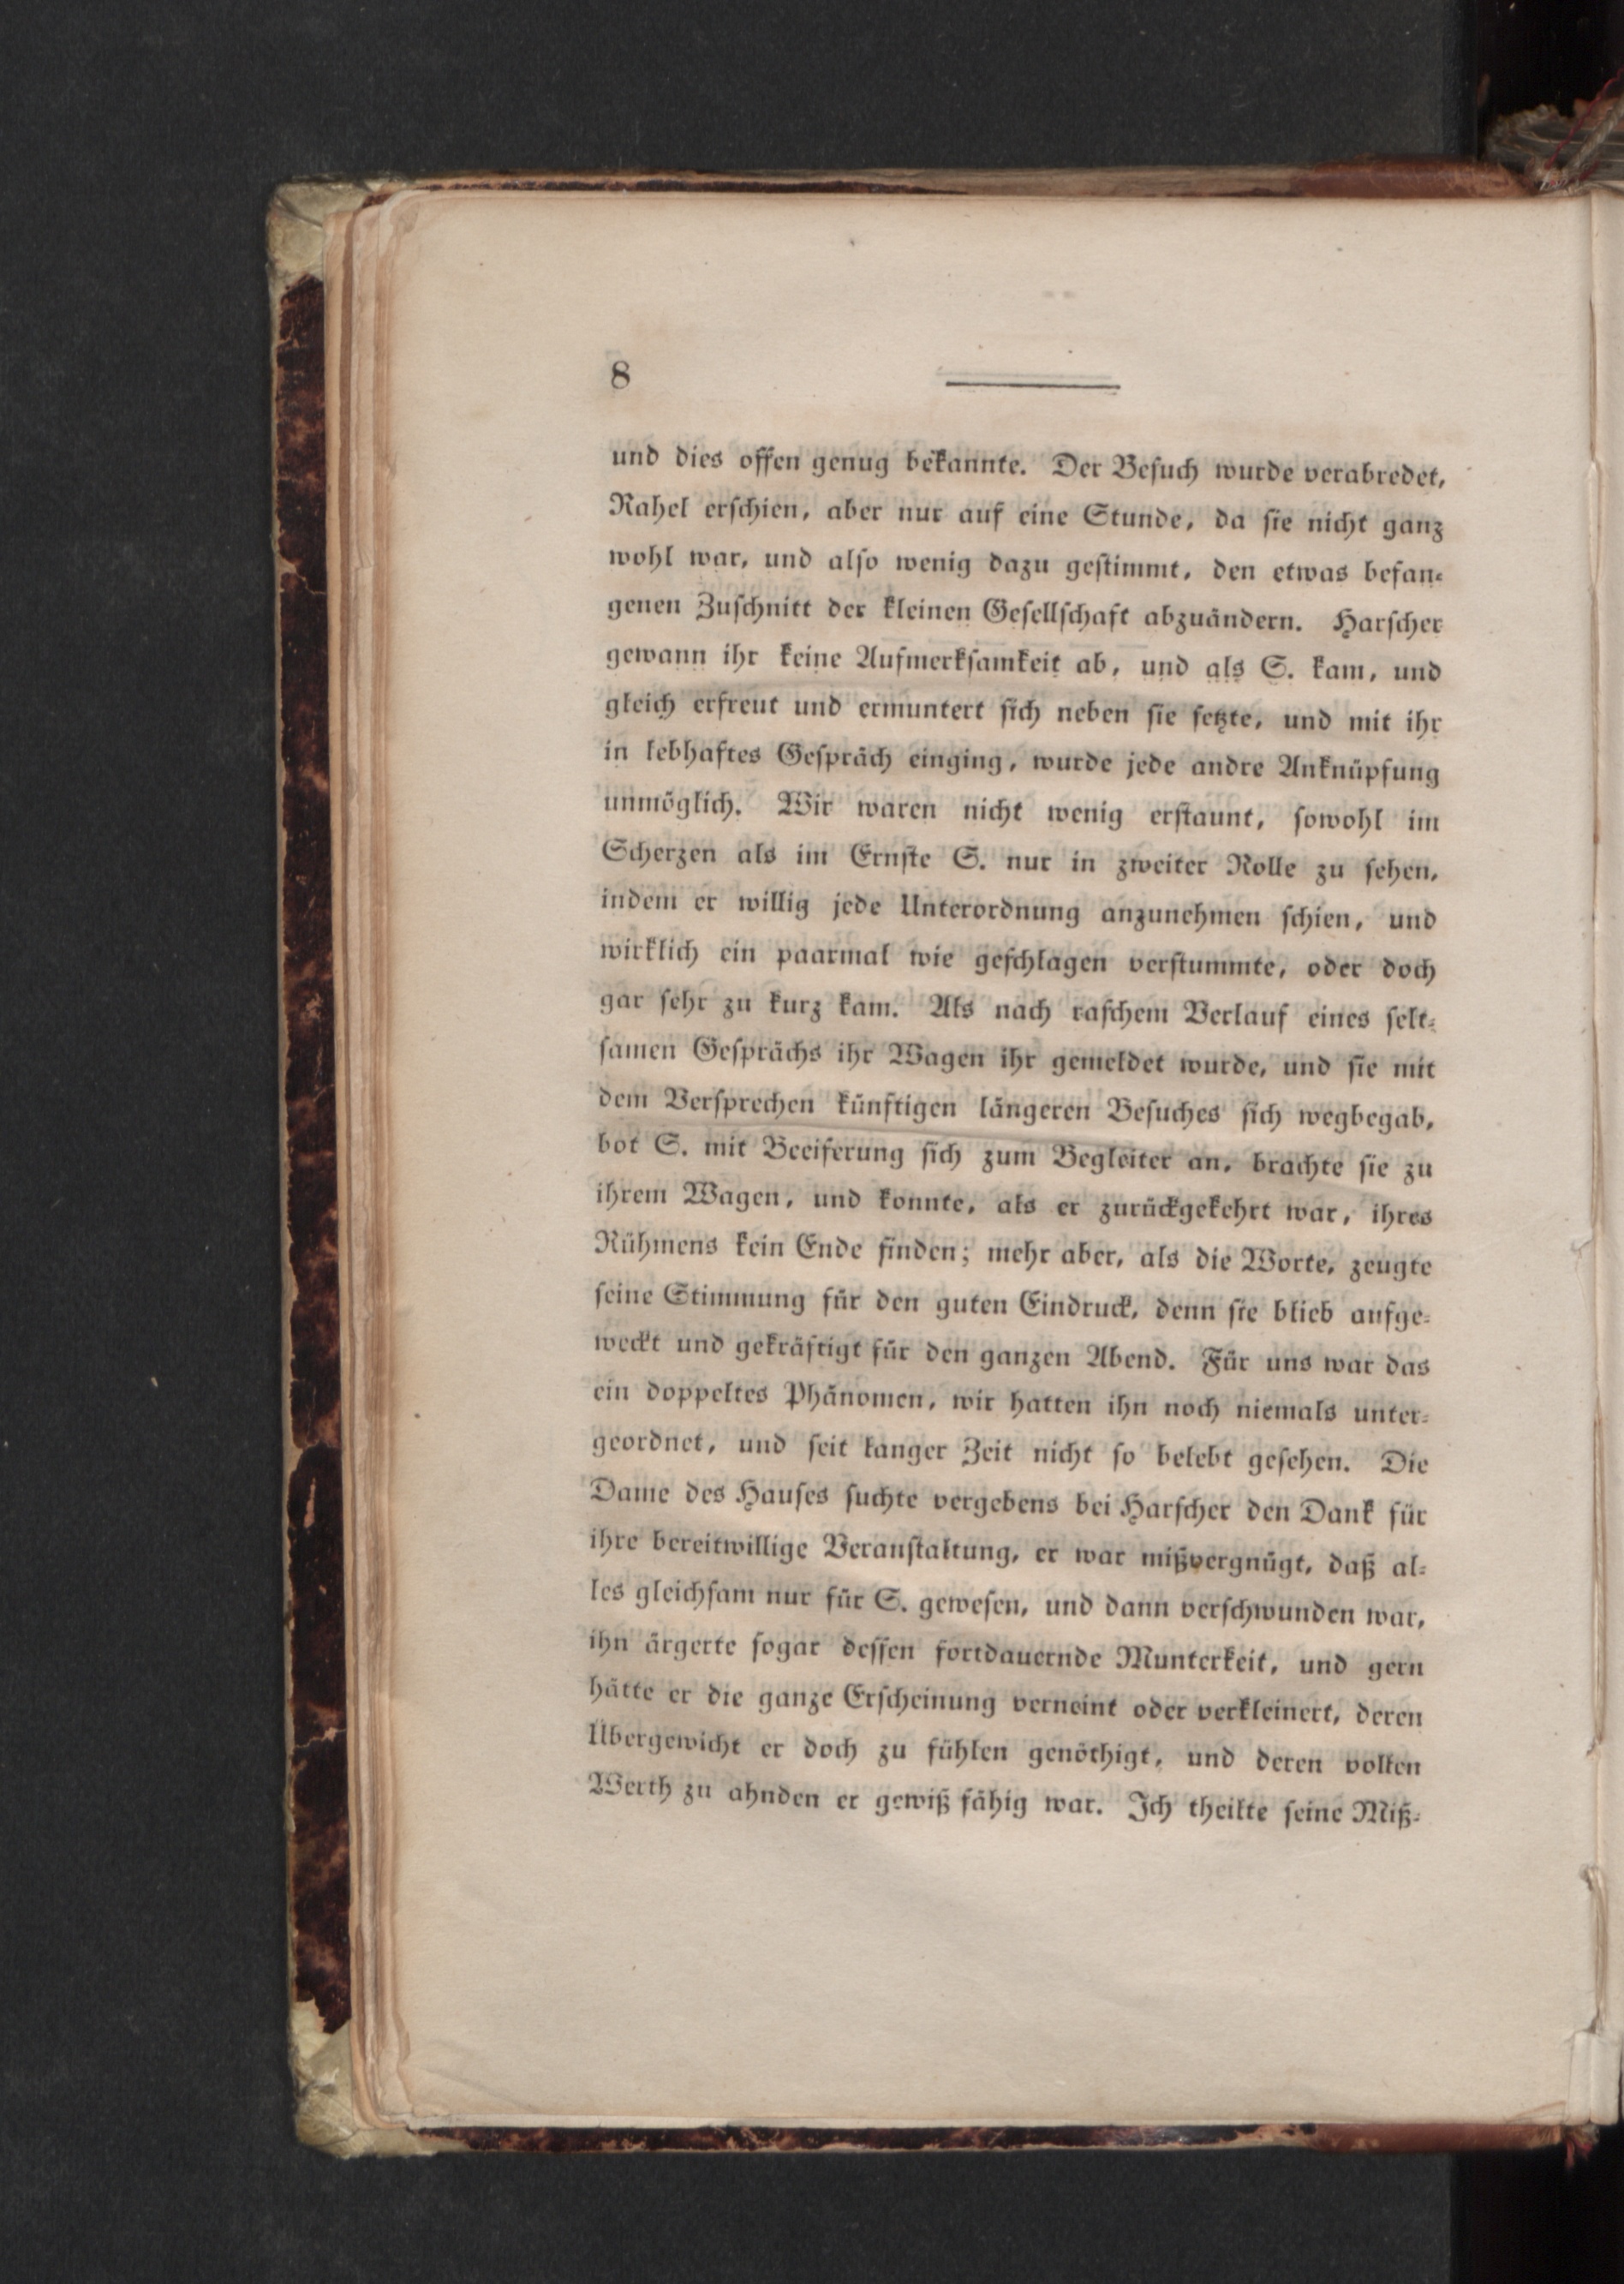 8
und dies offen genug bekannte. Der Beſuch wurde verabredet,
Rahel erſchien, aber nur auf eine Stunde, da ſie nicht ganz
wohl war, und alſo wenig dazu geſtimmt, den etwas befan⸗
genen Zuſchnitt der kleinen Geſellſchaft abzuändern. Harſcher
gewann ihr keine Aufmerkſamkeit ab, und als S. kam, und
gleich erfreut und ermuntert ſich neben ſie ſetzte, und mit ihr
in lebhaftes Geſpräch einging, wurde jede andre Anknüpfung
unmöglich. Wir waren nicht wenig erſtaunt, ſowohl im
Scherzen als im Ernſte S. nur in zweiter Rolle zu ſehen,
indem er willig jede Unterordnung anzunehmen ſchien, und
wirklich ein paarmal wie geſchlagen verſtummte, oder doch
gar ſehr zu kurz kam. Als nach raſchem Verlauf eines ſelt⸗
ſamen Geſprächs ihr Wagen ihr gemeldet wurde, und ſie mit
dem Verſprechen künftigen längeren Beſuches ſich wegbegab,
bot S. mit Beeiferung ſich zum Begleiter an, brachte ſie zu
ihrem Wagen, und konnte, als er zurückgekehrt war, ihres
Rühmens kein Ende finden; mehr aber, als die Worte, zeugte
ſeine Stimmung für den guten Eindruck, denn ſie blieb aufge⸗
weckt und gekräftigt für den ganzen Abend. Für uns war das
ein doppeltes Phänomen, wir hatten ihn noch niemals unter⸗
geordnet, und ſeit langer Zeit nicht ſo belebt geſehen. Die
Dame des Hauſes ſuchte vergebens bei Harſcher den Dank für
ihre bereitwillige Veranſtaltung, er war mißvergnügt, daß al⸗
les gleichſam nur für S. geweſen, und dann verſchwunden war,
ihn ärgerte ſogar deſſen fortdauernde Munterkeit, und gern
hätte er die ganze Erſcheinung verneint oder verkleinert, deren
Übergewicht er doch zu fühlen genöthigt, und deren vollen
Werth zu ahnden er gewiß fähig war. Ich theilte ſeine Miß⸗